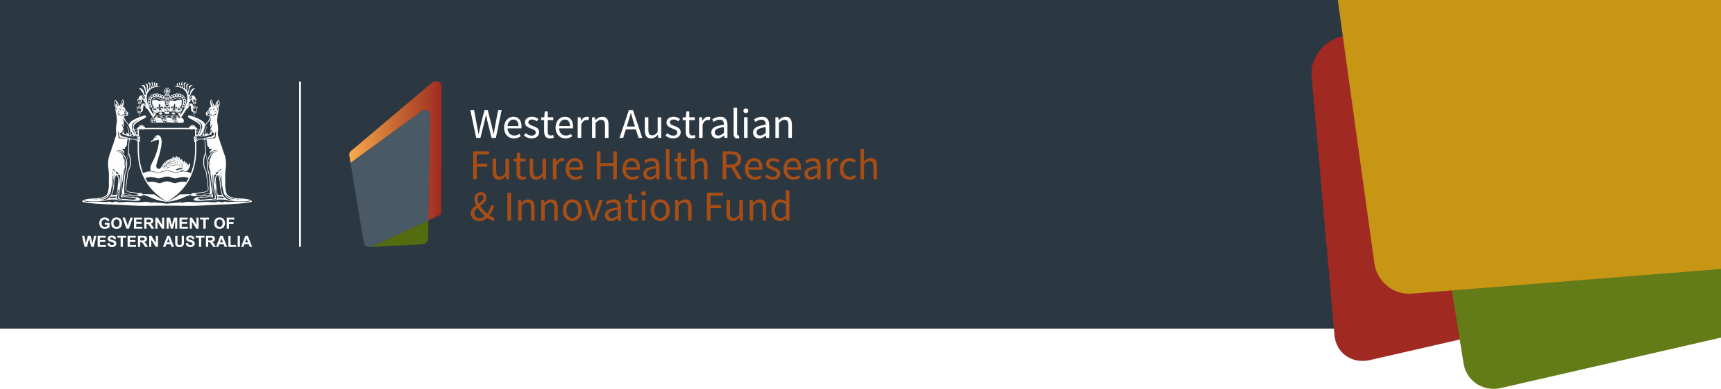 GOVERNMENT OF
WESTERN AUSTRALIA
Western Australian
Future Health Research
& Innovation Fund